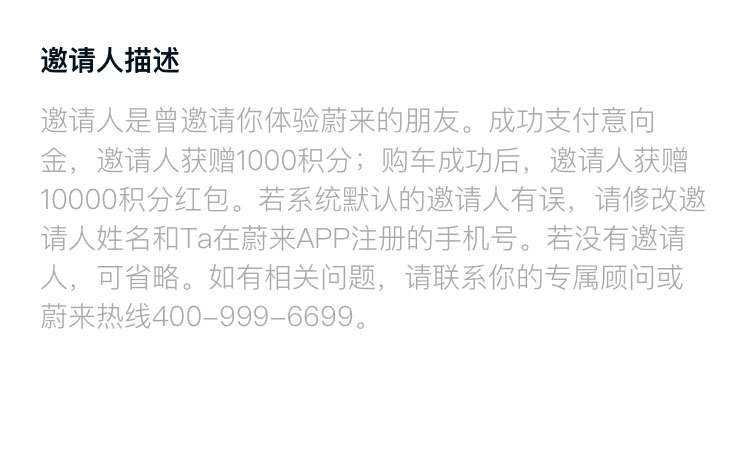 邀请人描述
邀请人是曾邀请你体验蔚来的朋友。成功支付意向
金，邀请人获赠1000积分；购车成功后，邀请人获赠
10000积分红包。若系统默认的邀请人有误，请修改邀
请人姓名和Ta在蔚来APP注册的手机号。若没有邀请
人，可省略。如有相关问题，请联系你的专属顾问或
蔚来热线400-999-6699。